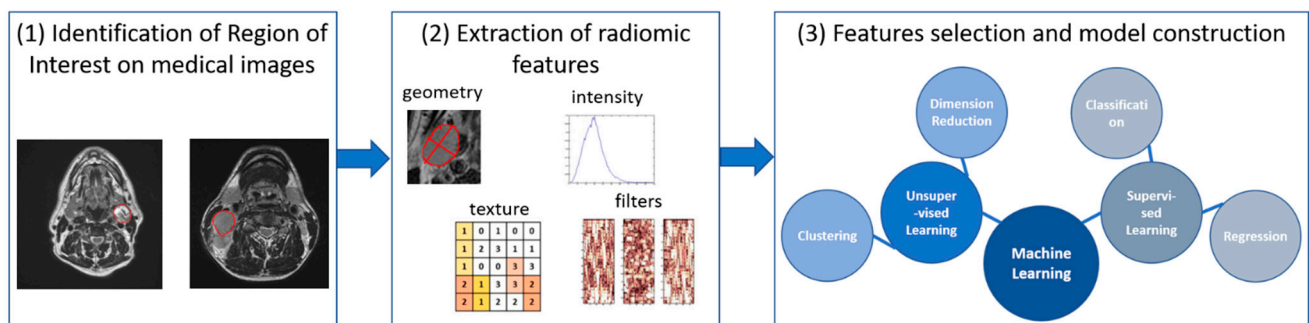 (1) Identification of Region of
Interest on medical images
(2) Extraction of radiomic
features
geometry
intensity
texture
1 0 1 0 0
1 2 3 1 1
1 0 0 3 3
2 1 3 3 2
2 1 2 2 2
filters
(3) Features selection and model construction
Dimension
Reduction
Classificati
on
Unsuper
-vised
Learning
Supervi-
sed
Learning
Clustering
Machine
Learning
Regression